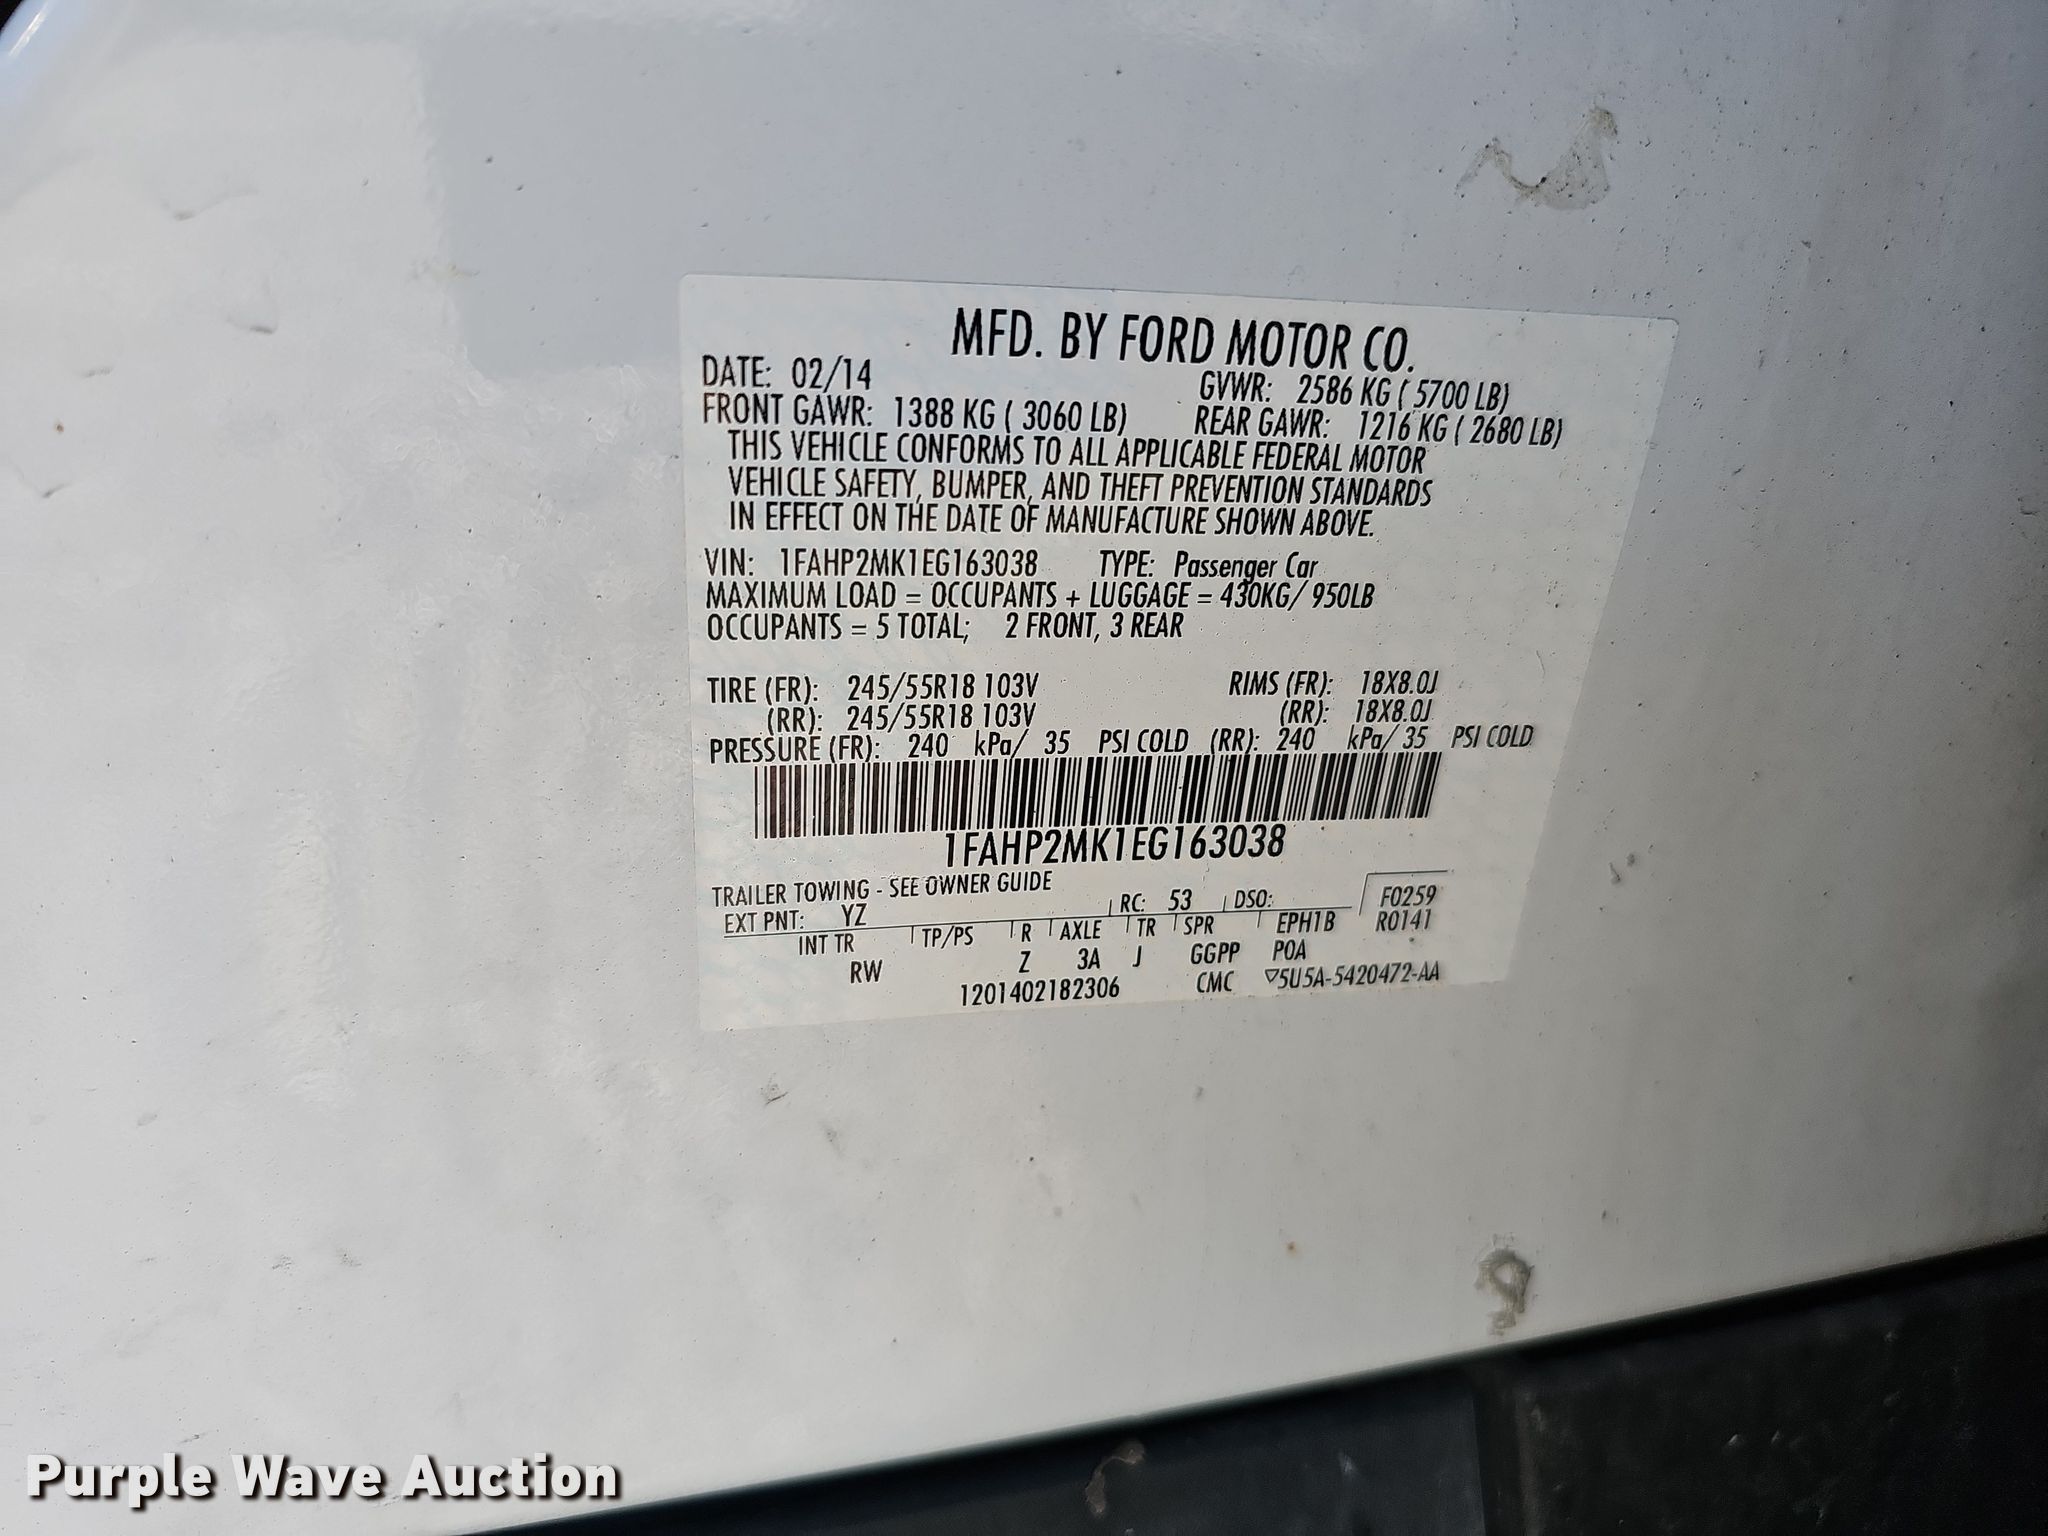 MFD. BY FORD MOTOR CO.
DATE: 02/14 GVWR: 2586 KG ( 5700 LB)
FRONT GAWR: 1388 KG ( 3060 LB) REAR GAWR: 1216 KG ( 2680 LB)
THIS VEHICLE CONFORMS TO ALL APPLICABLE FEDERAL MOTOR
VEHICLE SAFETY, BUMPER, AND THEFT PREVENTION STANDARDS
IN EFFECT ON THE DATE OF MANUFACTURE SHOWN ABOVE.
VIN: 1FAHP2MK1EG163038 TYPE: Passenger Car
MAXIMUM LOAD = OCCUPANTS + LUGGAGE = 430KG/ 950LB
OCCUPANTS = 5 TOTAL; 2 FRONT, 3 REAR
TIRE (FR): 245/55R18 103V RIMS (FR): 18X8.0J
(RR): 245/55R18 103V (RR): 18X8.0J
PRESSURE (FR): 240 kPa/ 35 PSI COLD (RR): 240 kPa/ 35 PSI COLD
1FAHP2MK1EG163038
TRAILER TOWING - SEE OWNER GUIDE
EXT PNT: YZ RC: 53 DSO: F0259
INT TR TP/PS R AXLE TR SPR EPH1B R0141
RW Z 3A J GGPP POA
1201402182306 CMC ▽5U5A-5420472-AA
Purple Wave Auction